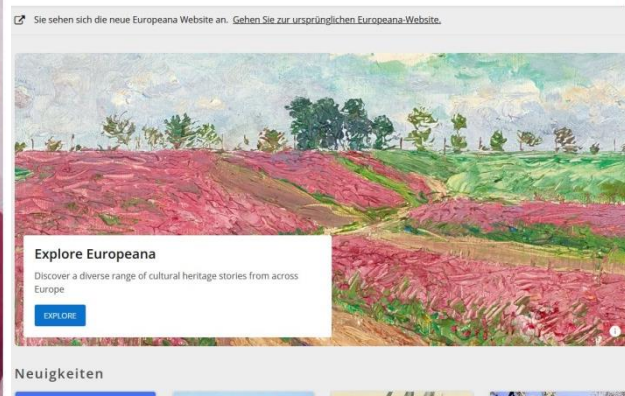 Sie sehen sich die neue Europeana Website an. Gehen Sie zur ursprünglichen Europeana-Website.
Explore Europeana
Discover a diverse range of cultural heritage stories from across
Europe
EXPLORE
Neuigkeiten